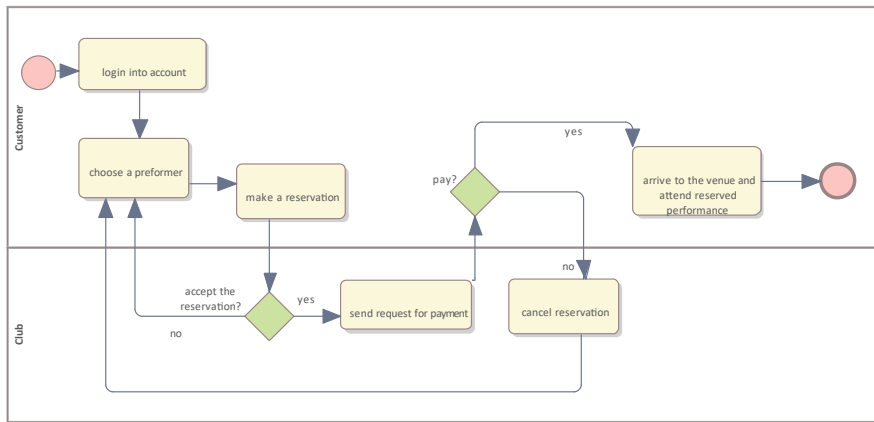 Customer
login into account
choose a preformer
make a reservation
pay?
yes
arrive to the venue and
attend reserved
performance
Club
accept the
reservation?
yes
no
send request for payment
no
cancel reservation